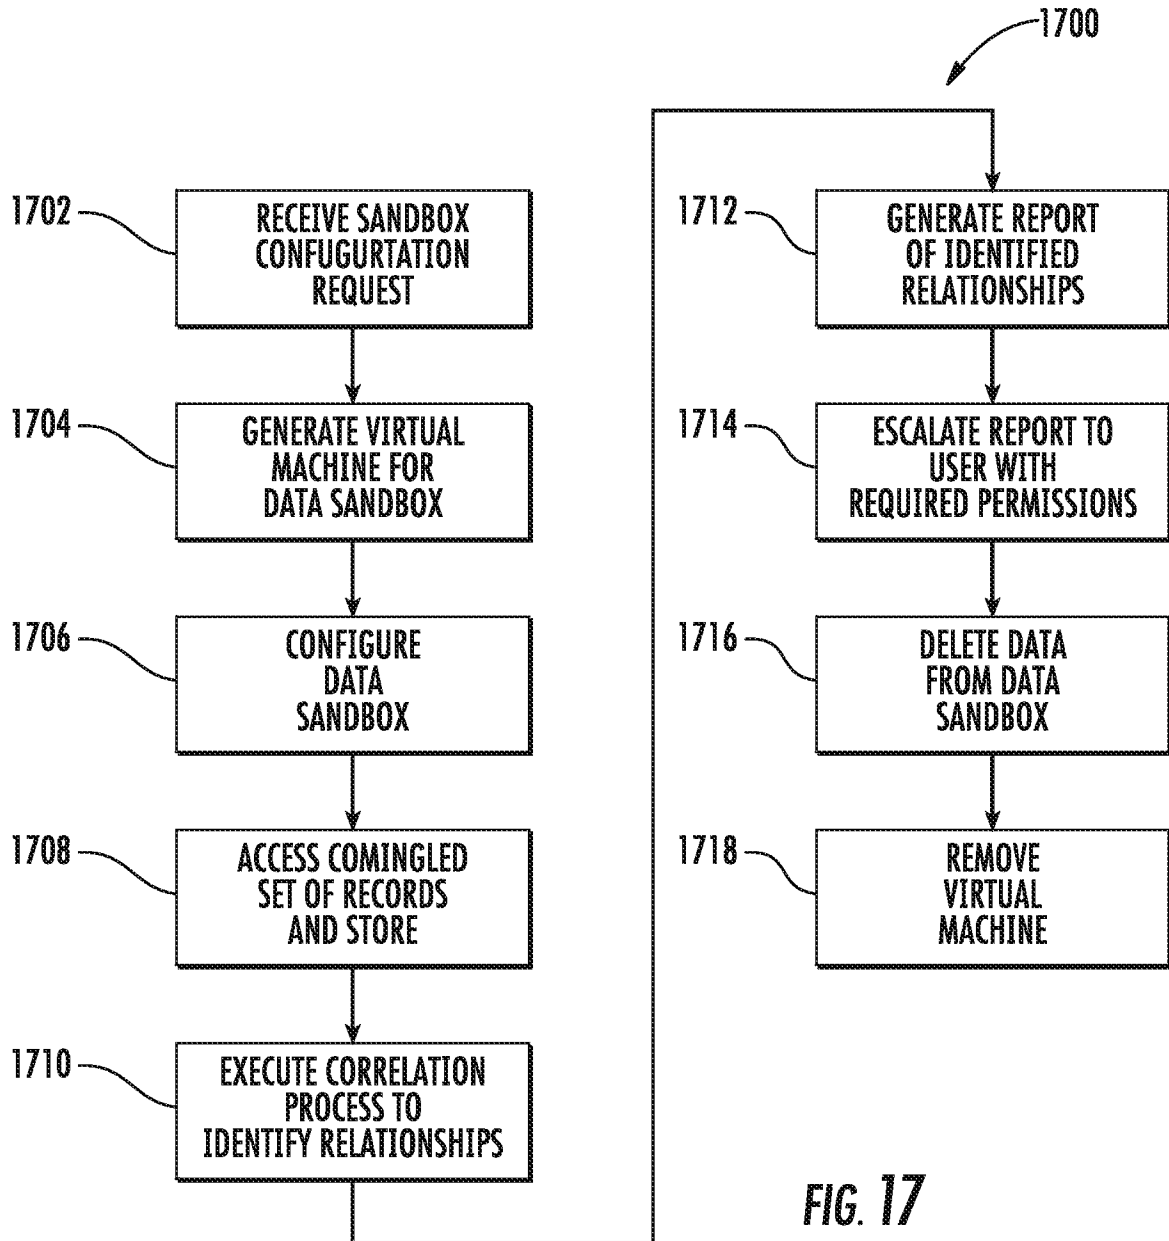 1700
1702
RECEIVE SANDBOX
CONFUGURTATION
REQUEST
1704
GENERATE VIRTUAL
MACHINE FOR
DATA SANDBOX
1706
CONFIGURE
DATA
SANDBOX
1708
ACCESS COMINGLED
SET OF RECORDS
AND STORE
1710
EXECUTE CORRELATION
PROCESS TO
IDENTIFY RELATIONSHIPS
1712
GENERATE REPORT
OF IDENTIFIED
RELATIONSHIPS
1714
ESCALATE REPORT TO
USER WITH
REQUIRED PERMISSIONS
1716
DELETE DATA
FROM DATA
SANDBOX
1718
REMOVE
VIRTUAL
MACHINE
FIG. 17